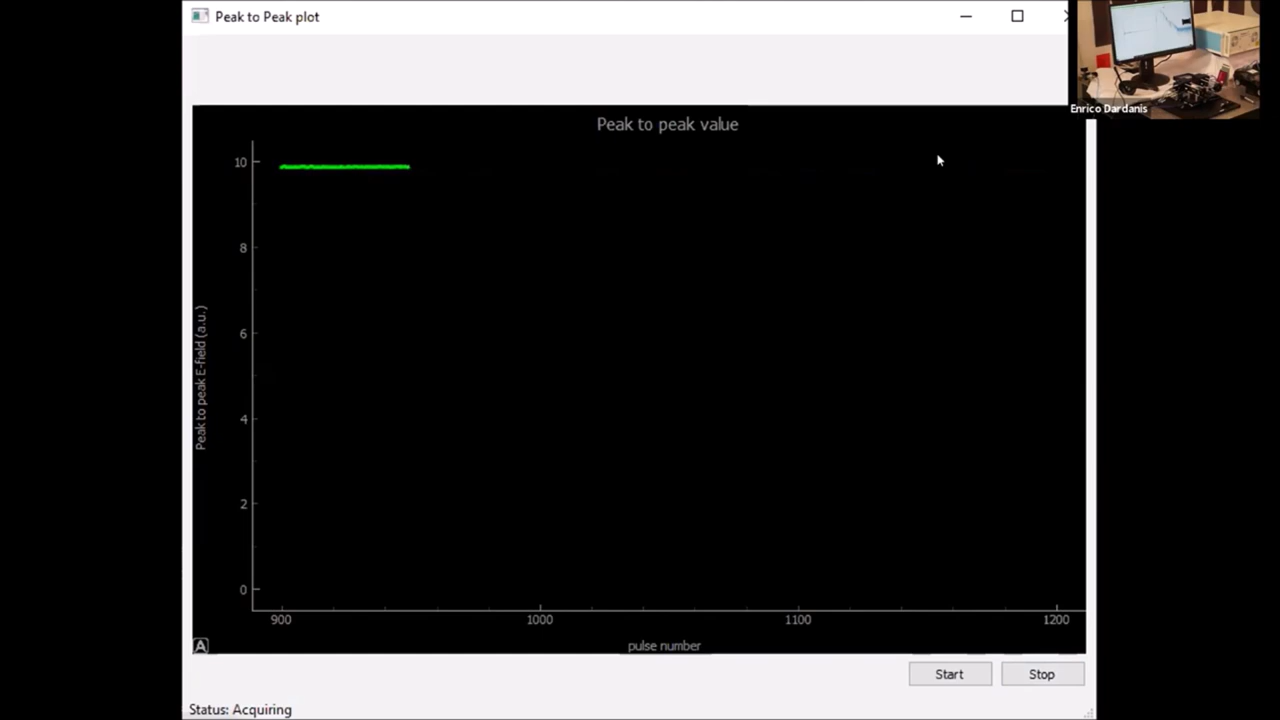 Peak to Peak plot
Enrico Dardanis
Peak to peak value
10
8
6
4
2
0
Peak to peak E-field (a.u.)
900 1000 1100 1200
pulse number
A
Start Stop
Status: Acquiring